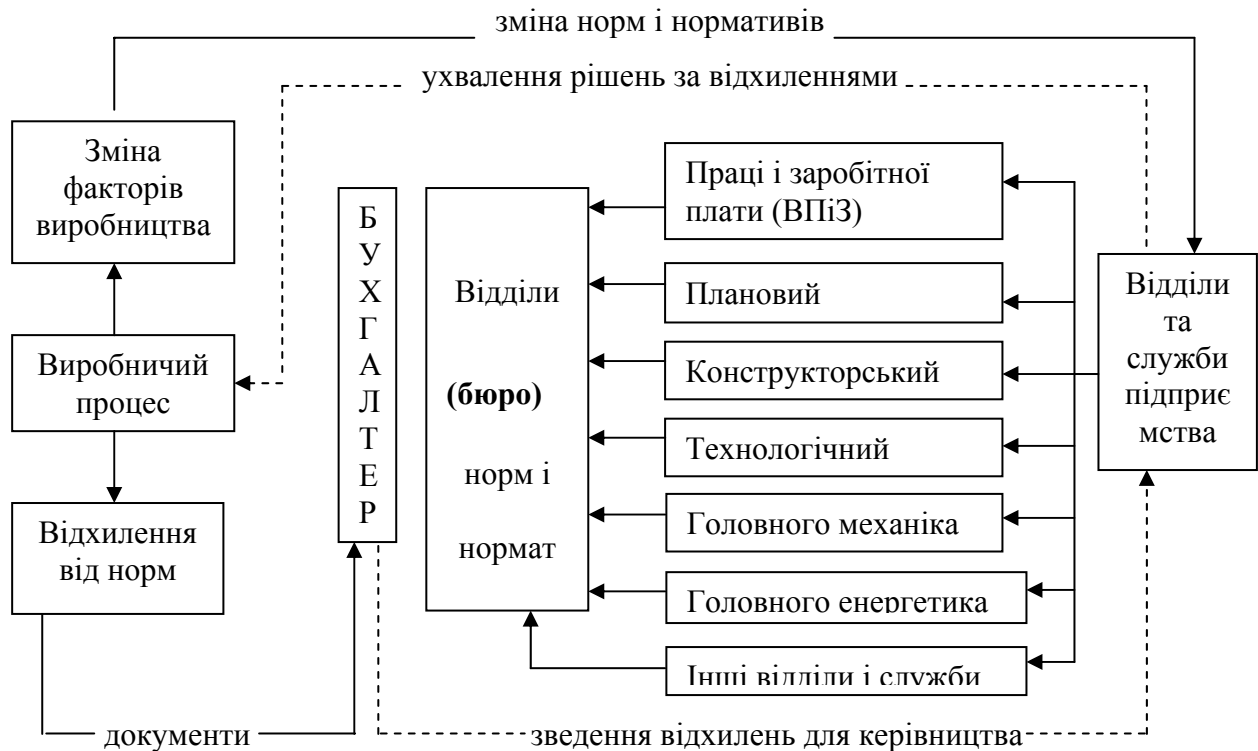 зміна норм і нормативів
ухвалення рішень за відхиленнями
Зміна
факторів
виробництва
Виробничий
процес
Відхилення
від норм
Б
У
Х
Г
А
Л
Т
Е
Р
Відділи
(бюро)
норм і
нормат
Праці і заробітної
плати (ВПіЗ)
Плановий
Конструкторський
Технологічний
Головного механіка
Головного енергетика
Інші відділи і служби
Відділи
та
служби
підприє
мства
документи
зведення відхилень для керівництва